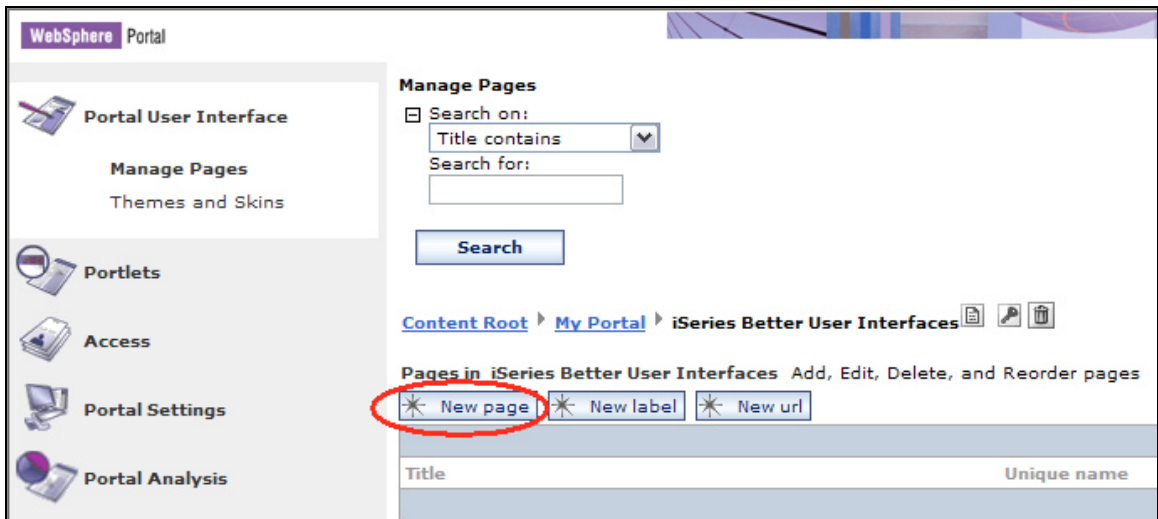 WebSphere Portal
Portal User Interface
Manage Pages
Themes and Skins
Portlets
Access
Portal Settings
Portal Analysis
Manage Pages
Search on:
Title contains
Search for:
Search
Content Root My Portal iSeries Better User Interfaces
Pages in iSeries Better User Interfaces Add, Edit, Delete, and Reorder pages
New page New label New url
Title Unique name